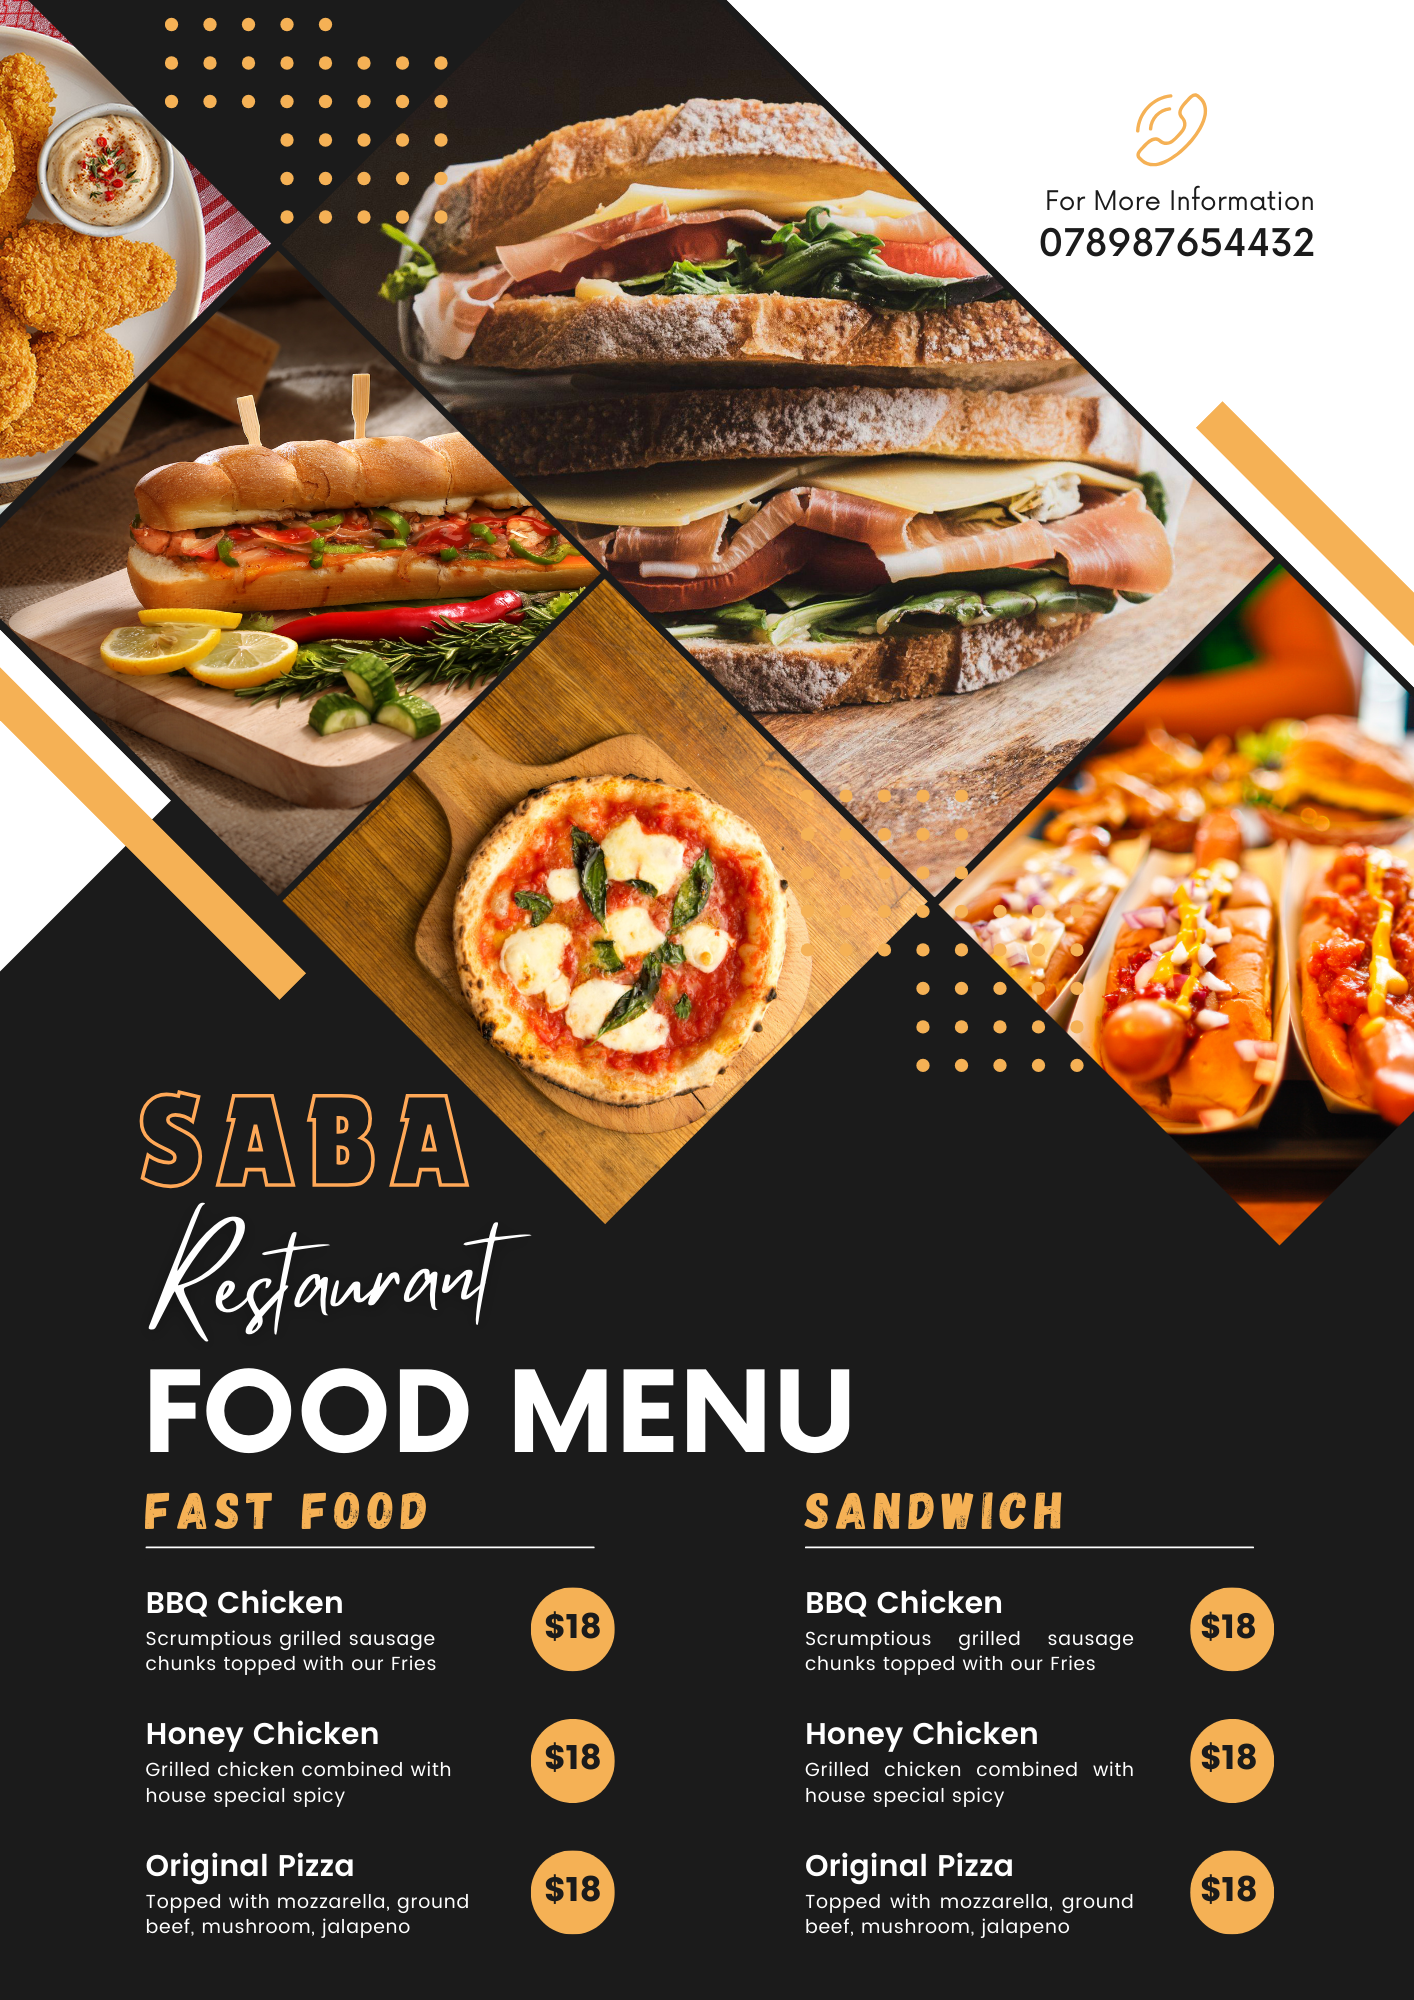 For More Information
078987654432
SABA
Restaurant
FOOD MENU
FAST FOOD
BBQ Chicken
Scrumptious grilled sausage
chunks topped with our Fries
$18
Honey Chicken
Grilled chicken combined with
house special spicy
$18
Original Pizza
Topped with mozzarella, ground
beef, mushroom, jalapeno
$18
SANDWICH
BBQ Chicken
Scrumptious grilled sausage
chunks topped with our Fries
$18
Honey Chicken
Grilled chicken combined with
house special spicy
$18
Original Pizza
Topped with mozzarella, ground
beef, mushroom, jalapeno
$18